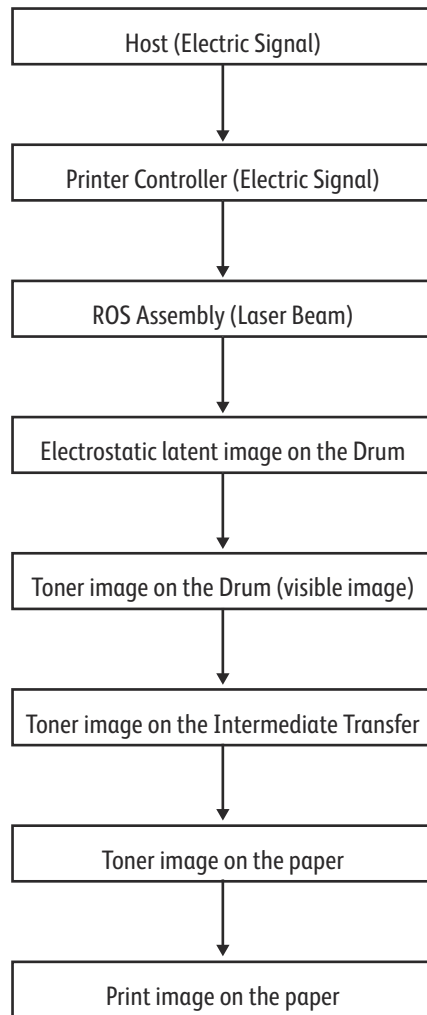 Host (Electric Signal)
Printer Controller (Electric Signal)
ROS Assembly (Laser Beam)
Electrostatic latent image on the Drum
Toner image on the Drum (visible image)
Toner image on the Intermediate Transfer
Toner image on the paper
Print image on the paper